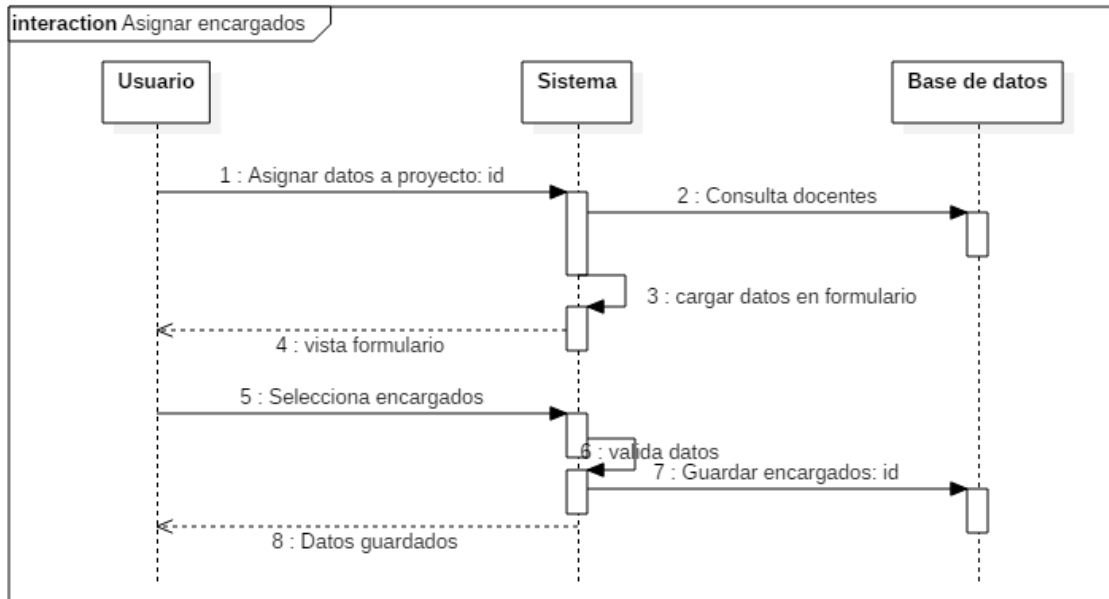 interaction Asignar encargados
Usuario
Sistema
Base de datos
1 : Asignar datos a proyecto: id
2 : Consulta docentes
3 : cargar datos en formulario
4 : vista formulario
5 : Selecciona encargados
6 : valida datos
7 : Guardar encargados: id
8 : Datos guardados